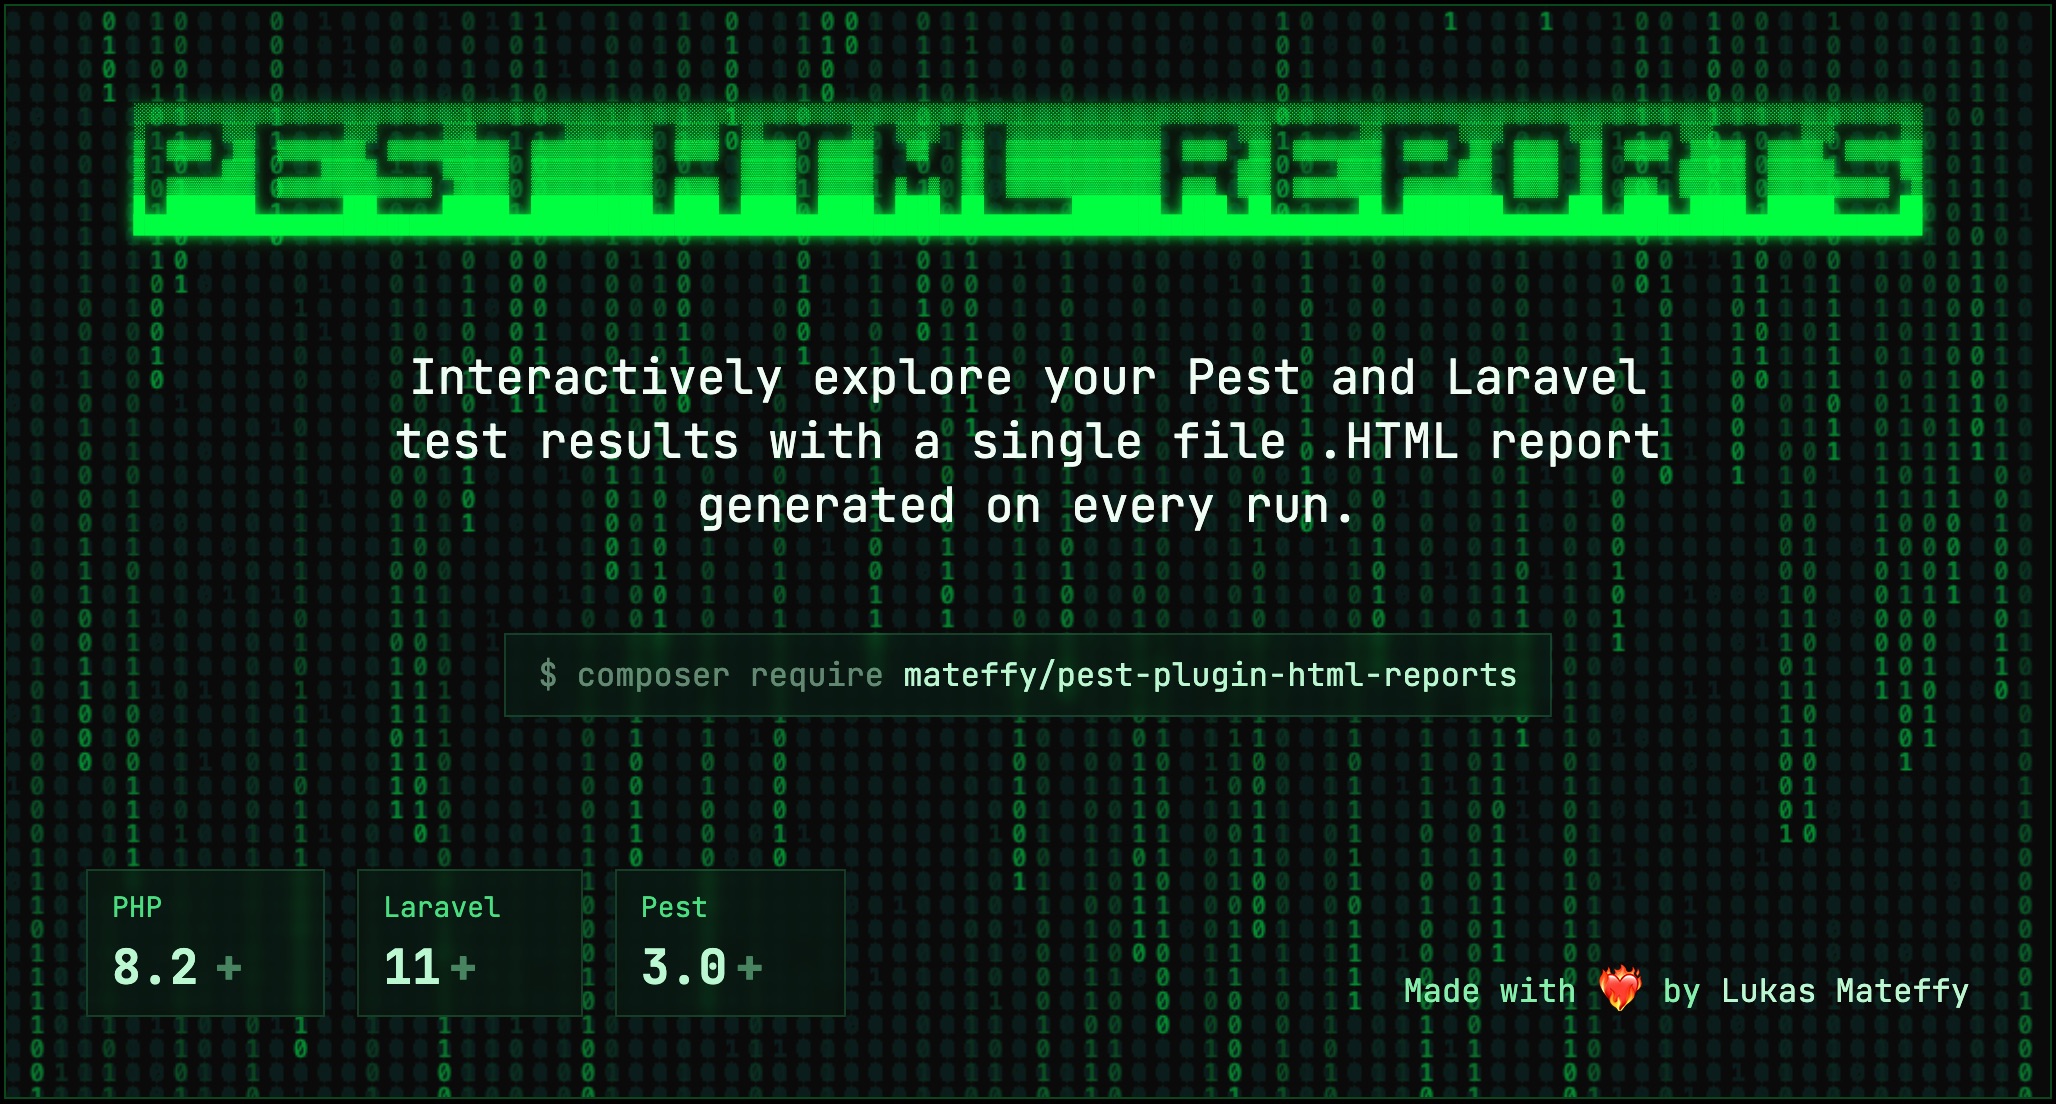 PEST HTML REPORTS
Interactively explore your Pest and Laravel
test results with a single file .HTML report
generated on every run.
$ composer require mateffy/pest-plugin-html-reports
PHP
8.2 +
Laravel
11 +
Pest
3.0 +
Made with ❤️‍🔥 by Lukas Mateffy